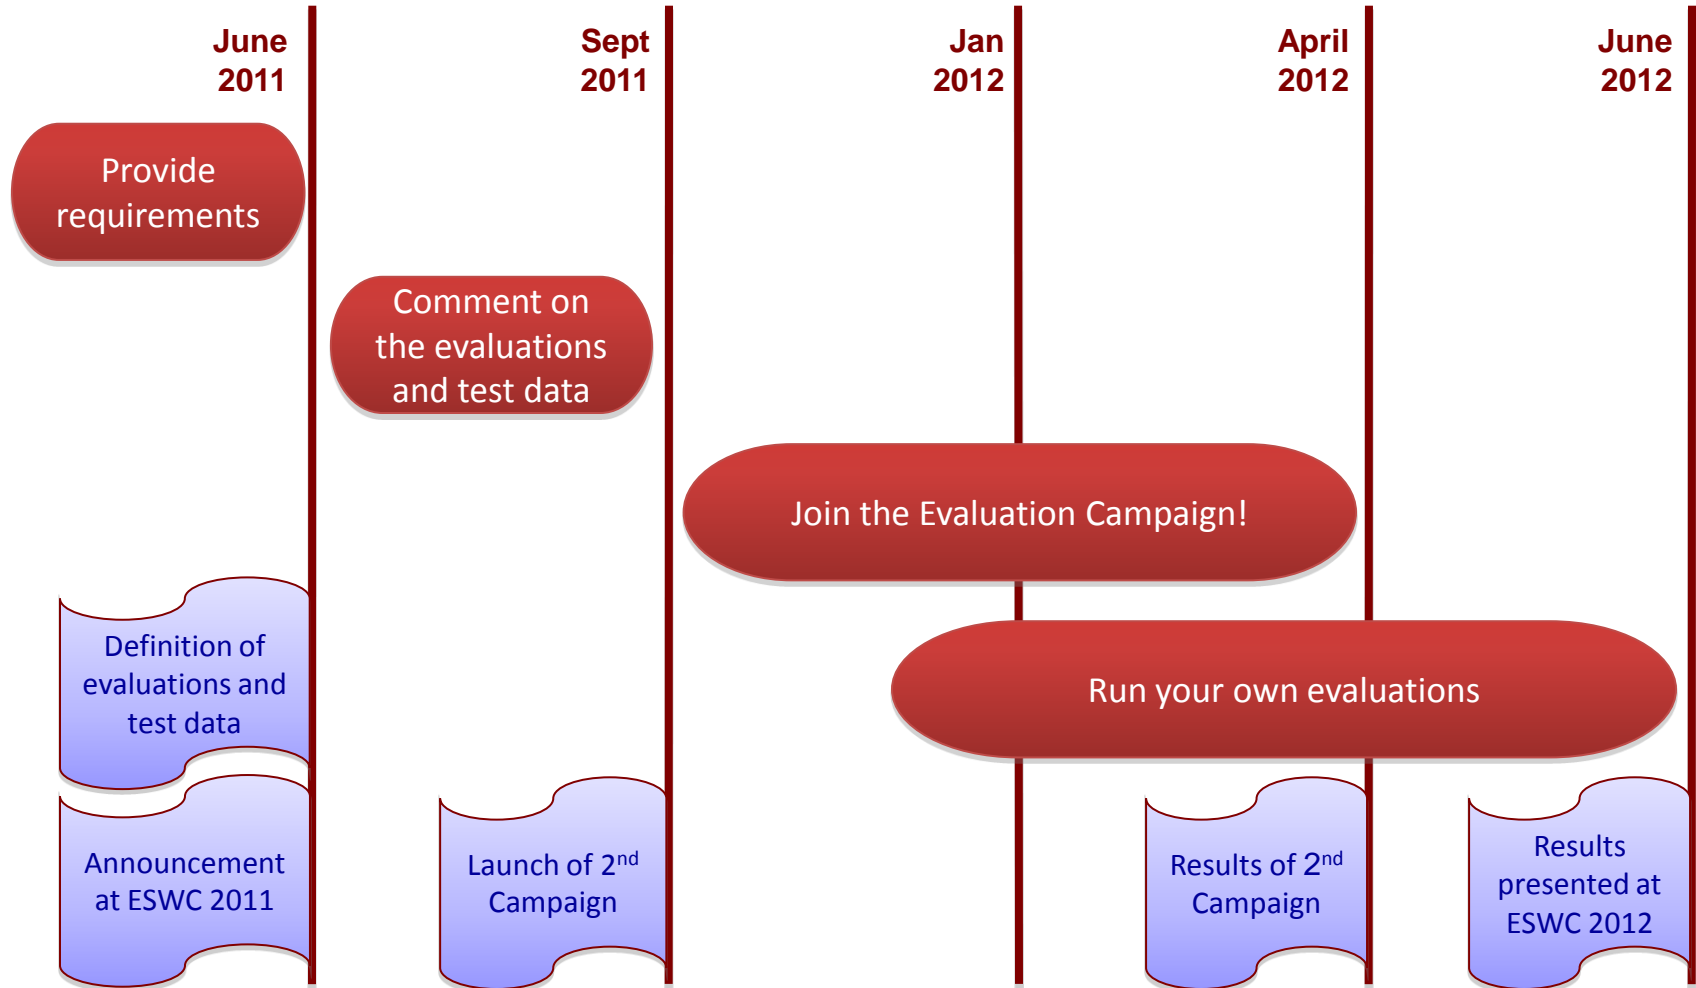 June
2011
Sept
2011
Jan
2012
April
2012
June
2012
Provide
requirements
Comment on
the evaluations
and test data
Join the Evaluation Campaign!
Definition of
evaluations and
test data
Run your own evaluations
Announcement
at ESWC 2011
Launch of 2nd
Campaign
Results of 2nd
Campaign
Results
presented at
ESWC 2012